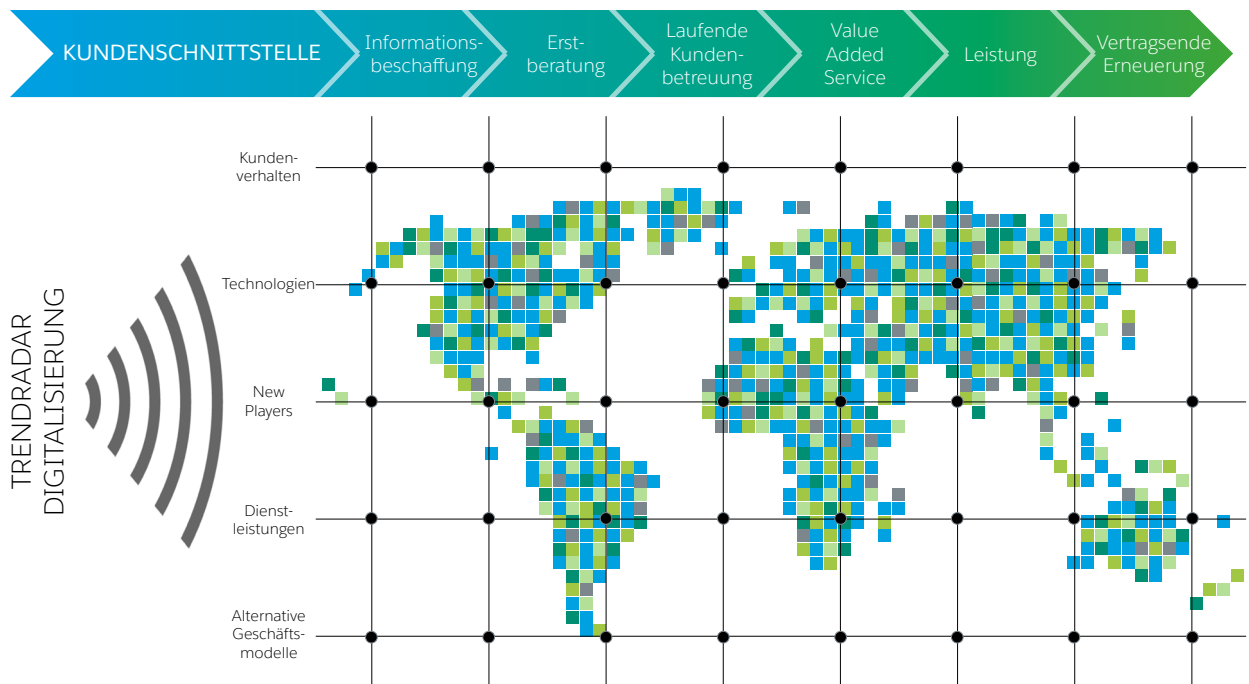 KUNDENSCHNITTSTELLE
Informations-
beschaffung
Erst-
beratung
Laufende
Kunden-
betreuung
Value
Added
Service
Leistung
Vertragsende
Erneuerung
TRENDRADAR
DIGITALISIERUNG
Kunden-
verhalten
Technologien
New
Players
Dienst-
leistungen
Alternative
Geschäfts-
modelle